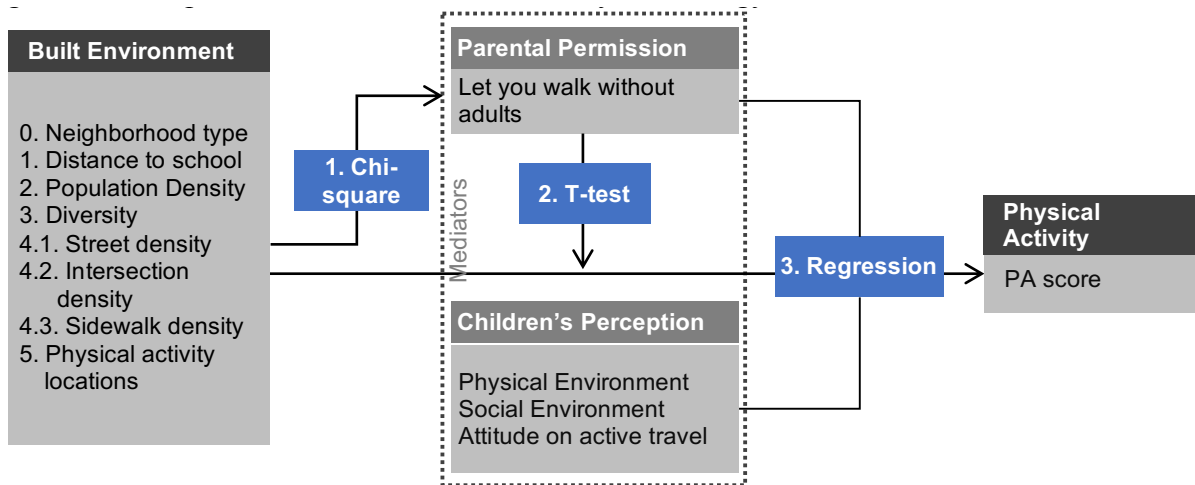 Built Environment
0. Neighborhood type
1. Distance to school
2. Population Density
3. Diversity
4.1. Street density
4.2. Intersection
density
4.3. Sidewalk density
5. Physical activity
locations
1. Chi-
square
Mediators
Parental Permission
Let you walk without
adults
2. T-test
Children’s Perception
Physical Environment
Social Environment
Attitude on active travel
3. Regression
Physical
Activity
PA score